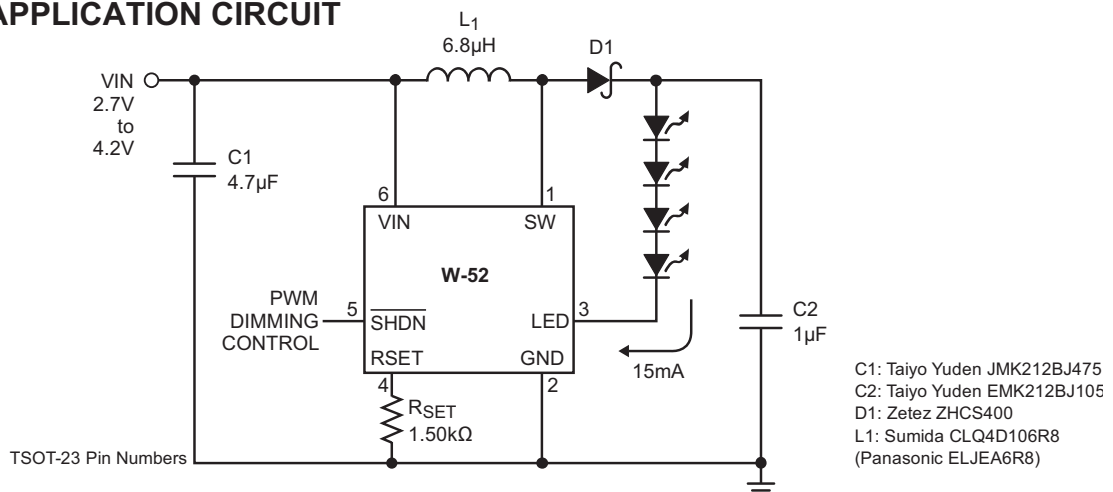 APPLICATION CIRCUIT
L1
6.8µH
D1
VIN
2.7V
to
4.2V
C1
4.7µF
6
1
VIN
SW
W-52
PWM
DIMMING
CONTROL
5
SHDN
LED
3
RSET
GND
4
2
RSET
1.50kΩ
15mA
C2
1µF
TSOT-23 Pin Numbers
C1: Taiyo Yuden JMK212BJ475
C2: Taiyo Yuden EMK212BJ105
D1: Zetez ZHCS400
L1: Sumida CLQ4D106R8
(Panasonic ELJEA6R8)